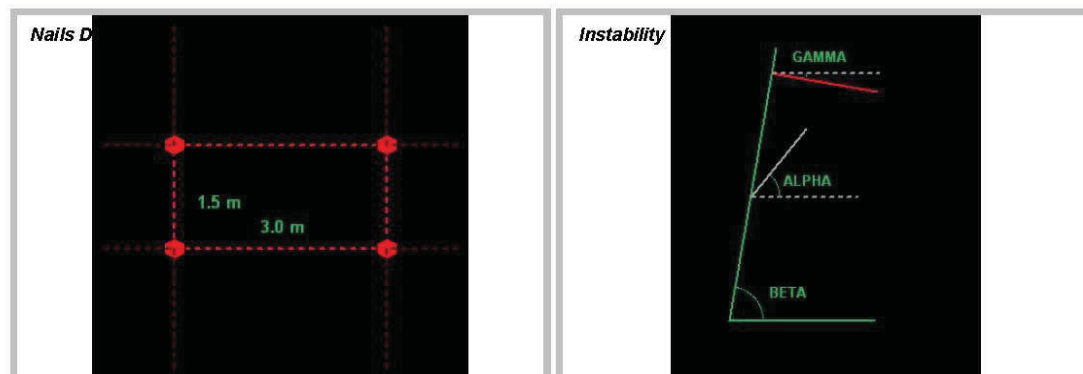 Nails D
1.5 m
3.0 m
Instability
GAMMA
ALPHA
BETA